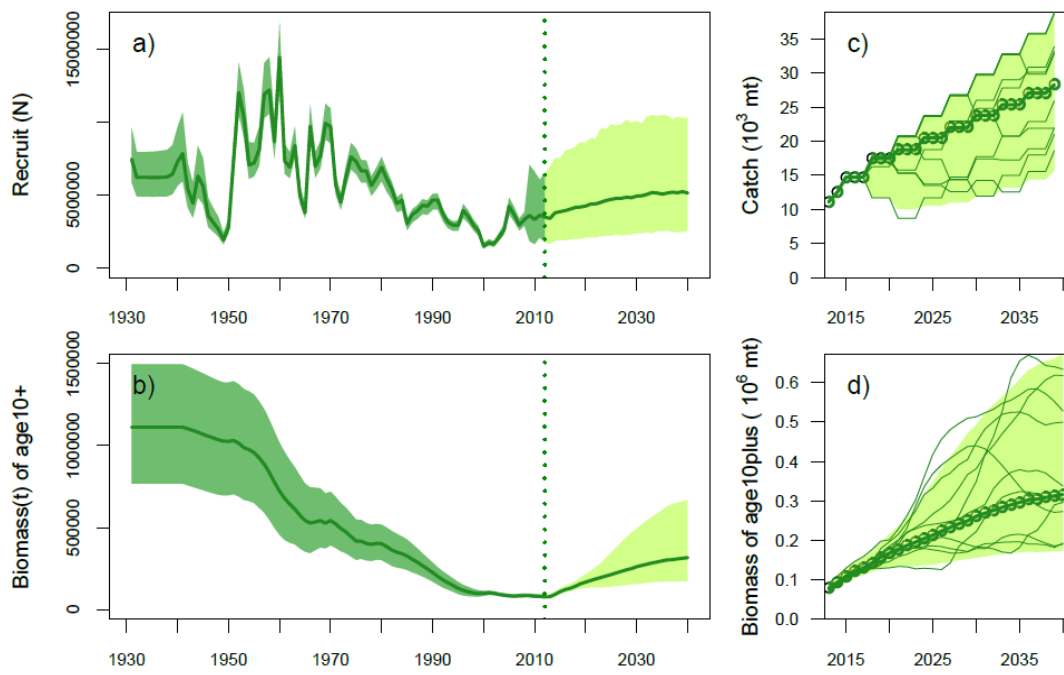 a)
Recruit (N)
0 5000000 15000000
1930 1950 1970 1990 2010 2030
c)
Catch (10³ mt)
0 5 10 15 20 25 30 35
2015 2025 2035
b)
Biomass(t) of age10+
0 500000 1000000 1500000
1930 1950 1970 1990 2010 2030
d)
Biomass of age10plus ( 10⁶ mt)
0.0 0.1 0.2 0.3 0.4 0.5 0.6
2015 2025 2035